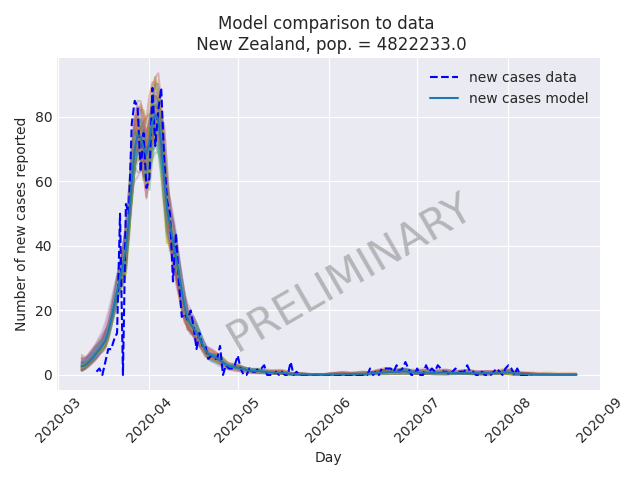 Model comparison to data
New Zealand, pop. = 4822233.0
new cases data
new cases model
Number of new cases reported
80
60
40
20
0
PRELIMINARY
2020-03
2020-04
2020-05
2020-06
2020-07
2020-08
2020-09
Day